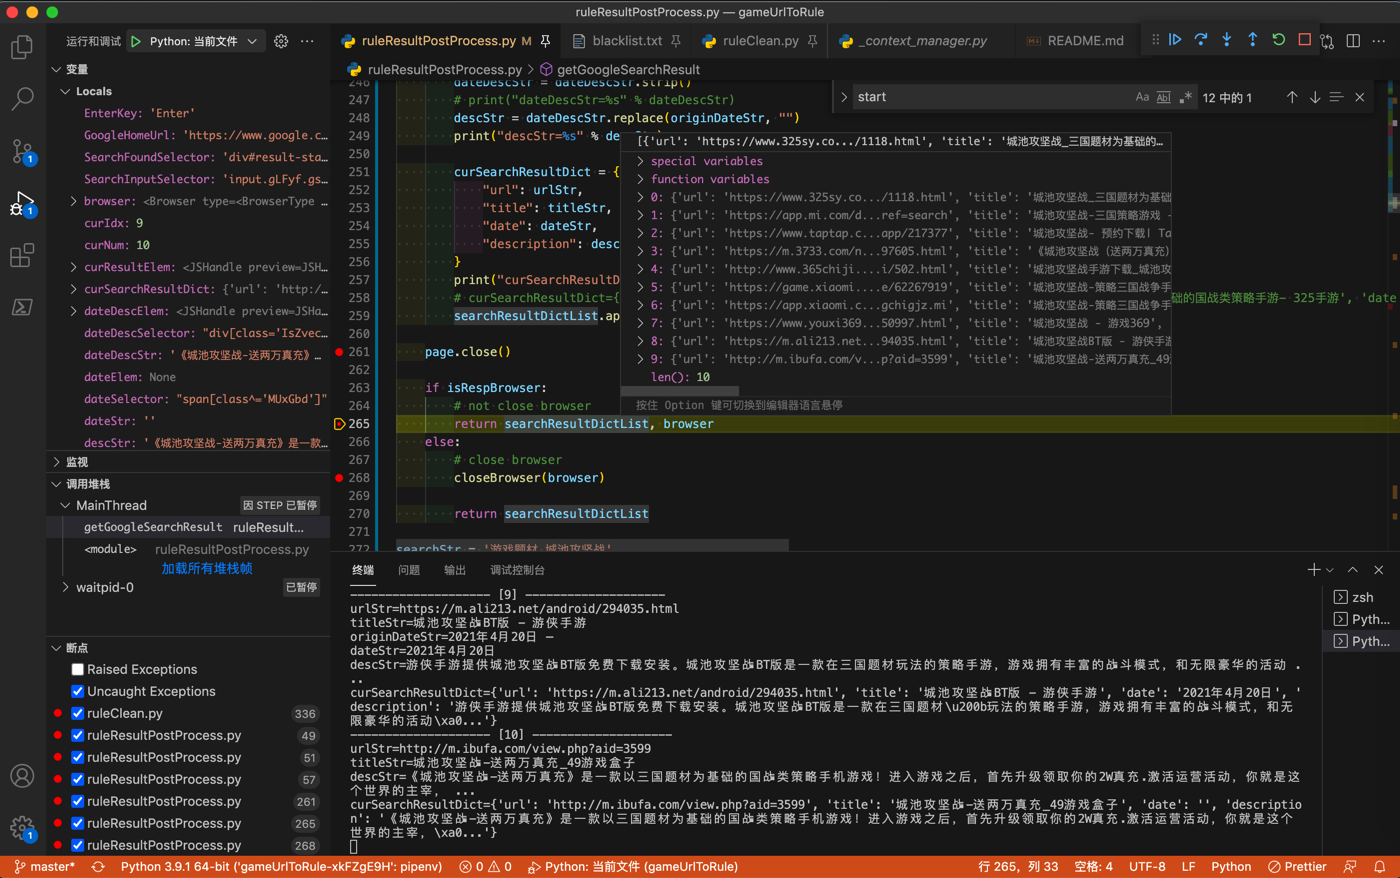 ruleResultPostProcess.py — gameUrlToRule
运行和调试 Python: 当前文件
ruleResultPostProcess.py M
blacklist.txt
ruleClean.py
_context_manager.py
README.md
ruleResultPostProcess.py > getGoogleSearchResult
start
Aa Ab
12 中的 1
变量
Locals
EnterKey: 'Enter'
GoogleHomeUrl: 'https://www.google.c…
SearchFoundSelector: 'div#result-sta…
SearchInputSelector: 'input.gLFyf.gs…
browser: <Browser type=<BrowserType …
curIdx: 9
curNum: 10
curResultElem: <JSHandle preview=JSH…
curSearchResultDict: {'url': 'http:/…
dateDescElem: <JSHandle preview=JSHa…
dateDescSelector: "div[class='IsZvec…
dateDescStr: '《城池攻坚战-送两万真充》…
dateElem: None
dateSelector: "span[class^='MUxGbd']"
dateStr: ''
descStr: '《城池攻坚战-送两万真充》是一款…
监视
调用堆栈
MainThread 因 STEP 已暂停
getGoogleSearchResult ruleResult...
<module> ruleResultPostProcess.py
加载所有堆栈帧
waitpid-0 已暂停
断点
Raised Exceptions
Uncaught Exceptions
ruleClean.py 336
ruleResultPostProcess.py 49
ruleResultPostProcess.py 51
ruleResultPostProcess.py 57
ruleResultPostProcess.py 261
ruleResultPostProcess.py 265
ruleResultPostProcess.py 268
246 dateDescStr = dateDescStr.strip()
247 # print("dateDescStr=%s" % dateDescStr)
248 descStr = dateDescStr.replace(originDateStr, "")
249 print("descStr=%s" % de
250
251 curSearchResultDict = {
252 "url": urlStr,
253 "title": titleStr,
254 "date": dateStr,
255 "description": desc
256 }
257 print("curSearchResultD
258 # curSearchResultDict={ 础的国战类策略手游- 325手游', 'date
259 searchResultDictList.ap
260
261 page.close()
262
263 if isRespBrowser:
264 # not close browser
265 return searchResultDictList, browser
266 else:
267 # close browser
268 closeBrowser(browser)
269
270 return searchResultDictList
271
272 searchStr = '游戏题材 城池攻坚战'
[{'url': 'https://www.325sy.co.../1118.html', 'title': '城池攻坚战_三国题材为基础的…
special variables
function variables
0: {'url': 'https://www.325sy.co.../1118.html', 'title': '城池攻坚战_三国题材为基础
1: {'url': 'https://app.mi.com/d...ref=search', 'title': '城池攻坚战-三国策略游戏 -
2: {'url': 'https://www.taptap.c...app/217377', 'title': '城池攻坚战- 预约下载! Ta
3: {'url': 'https://m.3733.com/n...97605.html', 'title': '《城池攻坚战（送两万真充）
4: {'url': 'http://www.365chiji....i/502.html', 'title': '城池攻坚战手游下载_城池攻
5: {'url': 'https://game.xiaomi....e/62267919', 'title': '城池攻坚战-策略三国战争手
6: {'url': 'https://app.xiaomi.c...gchigjz.mi', 'title': '城池攻坚战-策略三国战争手
7: {'url': 'https://www.youxi369...50997.html', 'title': '城池攻坚战 - 游戏369',
8: {'url': 'https://m.ali213.net...94035.html', 'title': '城池攻坚战BT版 - 游侠手游
9: {'url': 'http://m.ibufa.com/v...p?aid=3599', 'title': '城池攻坚战-送两万真充_49
len(): 10
按住 Option 键可切换到编辑器语言悬停
终端 问题 输出 调试控制台
-------------------- [9] --------------------
urlStr=https://m.ali213.net/android/294035.html
titleStr=城池攻坚战BT版 - 游侠手游
originDateStr=2021年4月20日 —
dateStr=2021年4月20日
descStr=游侠手游提供城池攻坚战BT版免费下载安装。城池攻坚战BT版是一款在三国题材玩法的策略手游，游戏拥有丰富的战斗模式，和无限豪华的活动 .
..
curSearchResultDict={'url': 'https://m.ali213.net/android/294035.html', 'title': '城池攻坚战BT版 - 游侠手游', 'date': '2021年4月20日', '
description': '游侠手游提供城池攻坚战BT版免费下载安装。城池攻坚战BT版是一款在三国题材\u200b玩法的策略手游，游戏拥有丰富的战斗模式，和无
限豪华的活动\xa0...'}
-------------------- [10] --------------------
urlStr=http://m.ibufa.com/view.php?aid=3599
titleStr=城池攻坚战-送两万真充_49游戏盒子
descStr=《城池攻坚战-送两万真充》是一款以三国题材为基础的国战类策略手机游戏！进入游戏之后，首先升级领取你的2W真充.激活运营活动，你就是这
个世界的主宰， ...
curSearchResultDict={'url': 'http://m.ibufa.com/view.php?aid=3599', 'title': '城池攻坚战-送两万真充_49游戏盒子', 'date': '', 'descriptio
n': '《城池攻坚战-送两万真充》是一款以三国题材为基础的国战类策略手机游戏！进入游戏之后，首先升级领取你的2W真充.激活运营活动，你就是这个
世界的主宰，\xa0...'}
zsh
Pyth...
Pyth...
master* Python 3.9.1 64-bit ('gameUrlToRule-xkFZgE9H': pipenv) 0 0 Python: 当前文件 (gameUrlToRule) 行 265，列 33 空格: 4 UTF-8 LF Python Prettier